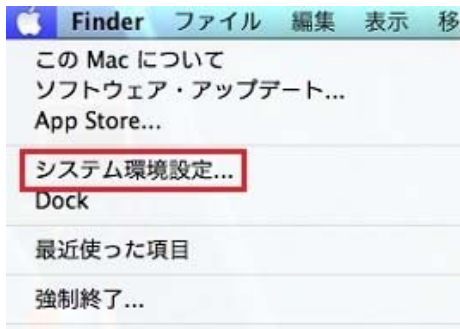 Finder ファイル 編集 表示 移
この Mac について
ソフトウェア・アップデート...
App Store...
システム環境設定...
Dock
最近使った項目
強制終了...